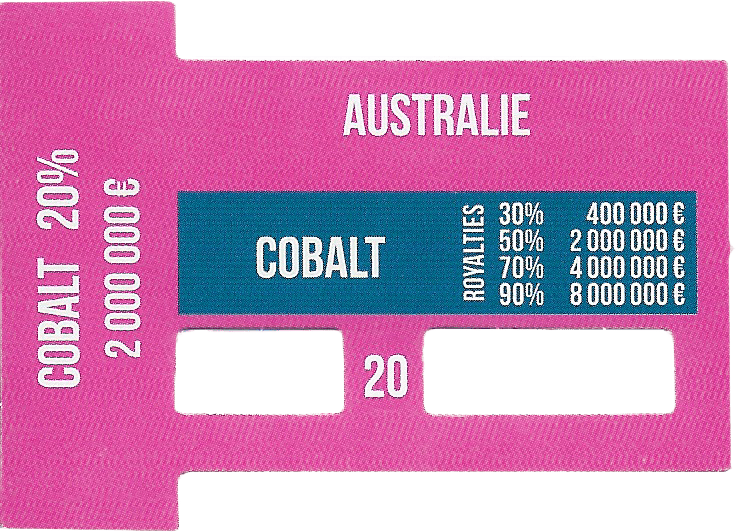 COBALT 20%
2 000 000 €
AUSTRALIE
COBALT
ROYALTIES
30% 400 000 €
50% 2 000 000 €
70% 4 000 000 €
90% 8 000 000 €
20